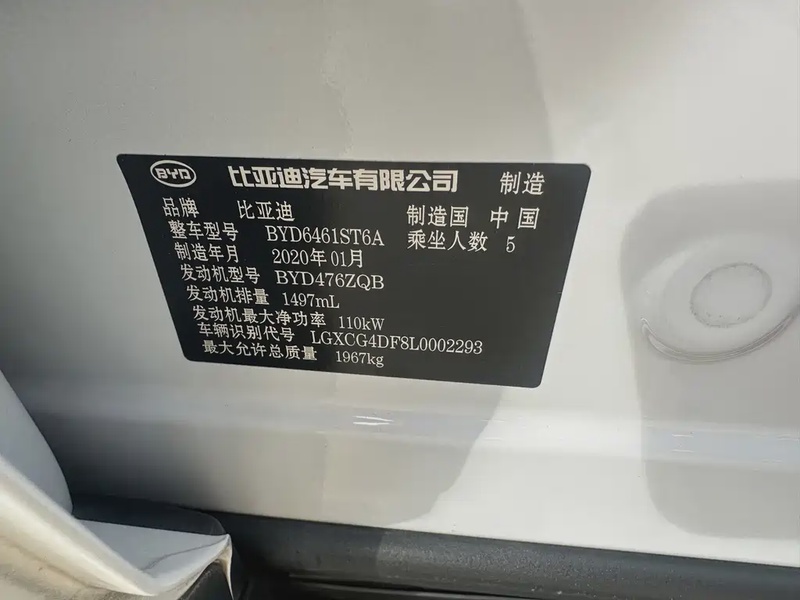 BYD 比亚迪汽车有限公司 制造
品牌 比亚迪 制造国 中国
整车型号 BYD6461ST6A 乘坐人数 5
制造年月 2020年01月
发动机型号 BYD476ZQB
发动机排量 1497mL
发动机最大净功率 110kW
车辆识别代号 LGXCG4DF8L0002293
最大允许总质量 1967kg